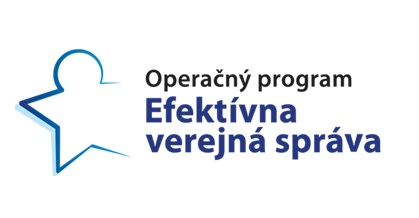 Operačný program
Efektívna
verejná správa